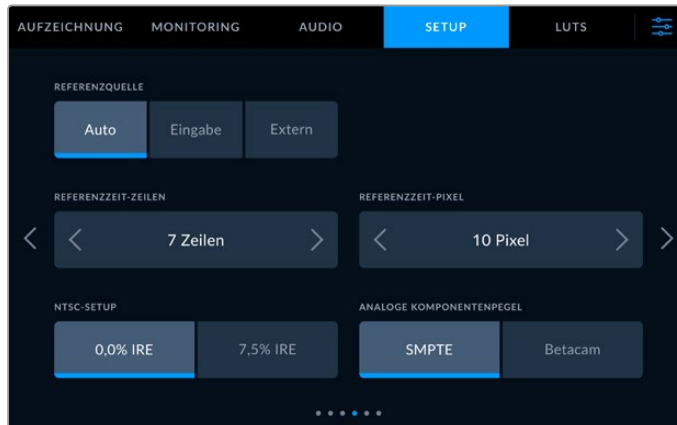 AUFZEICHNUNG MONITORING AUDIO SETUP LUTS
REFERENZQUELLE
Auto Eingabe Extern
REFERENZZEIT-ZEILEN REFERENZZEIT-PIXEL
7 Zeilen 10 Pixel
NTSC-SETUP ANALOGE KOMPONENTENPEGEL
0,0% IRE 7,5% IRE SMPTE Betacam